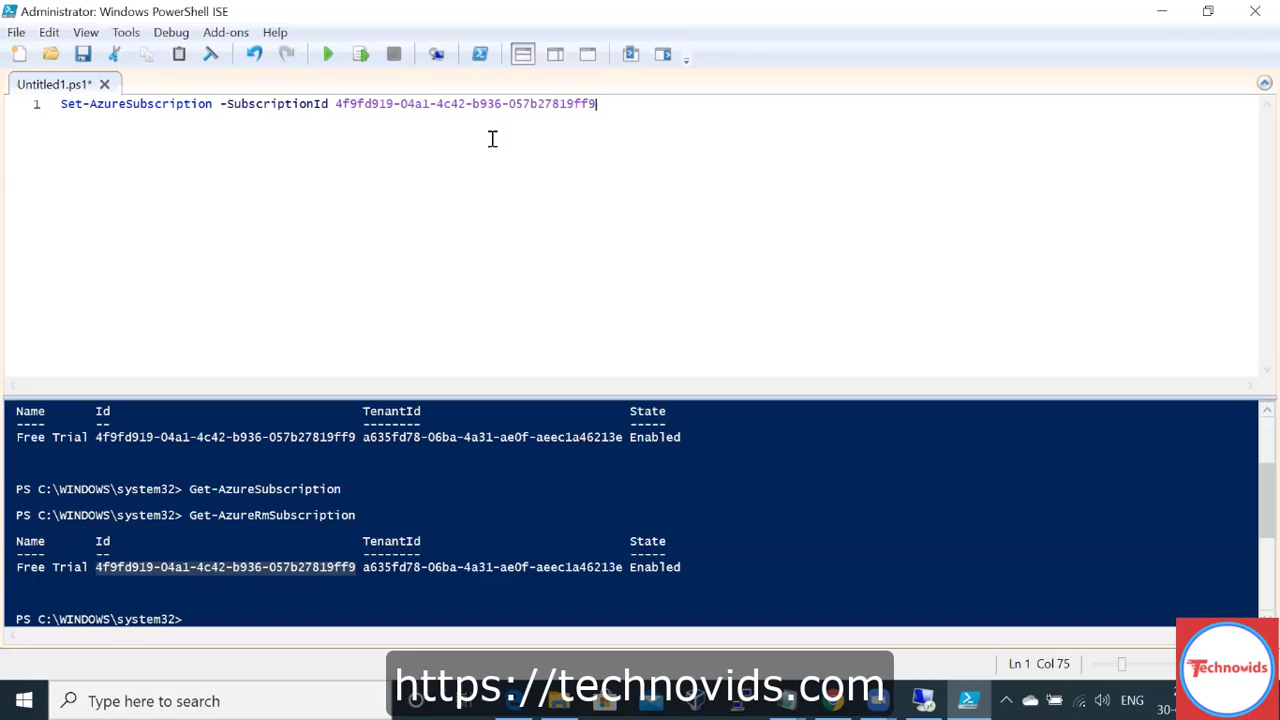 Administrator: Windows PowerShell ISE
File Edit View Tools Debug Add-ons Help
Untitled1.ps1*
1 Set-AzureSubscription -SubscriptionId 4f9fd919-04a1-4c42-b936-057b27819ff9
Name Id TenantId State
---- -- -------- -----
Free Trial 4f9fd919-04a1-4c42-b936-057b27819ff9 a635fd78-06ba-4a31-ae0f-aeec1a46213e Enabled
PS C:\WINDOWS\system32> Get-AzureSubscription
PS C:\WINDOWS\system32> Get-AzureRmSubscription
Name Id TenantId State
---- -- -------- -----
Free Trial 4f9fd919-04a1-4c42-b936-057b27819ff9 a635fd78-06ba-4a31-ae0f-aeec1a46213e Enabled
PS C:\WINDOWS\system32>
Ln 1 Col 75
https://technovids.com
Technovids
Type here to search
ENG